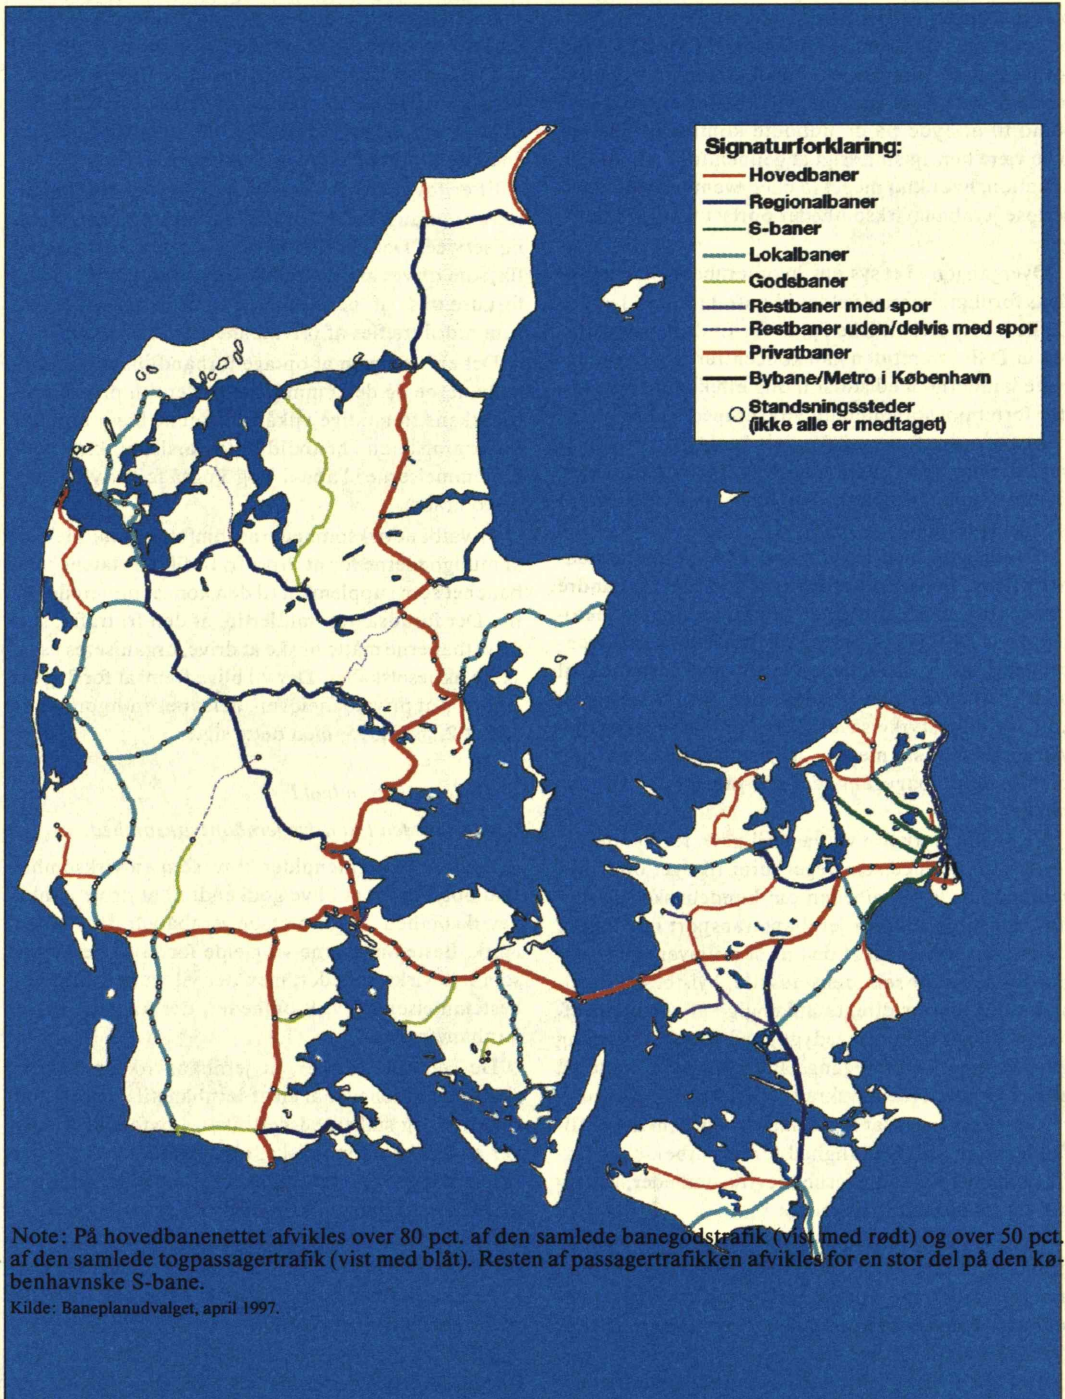 Signaturforklaring:
Hovedbaner
Regionalbaner
S-baner
Lokalbaner
Godsbaner
Restbaner med spor
Restbaner uden/delvis med spor
Privatbaner
Bybane/Metro i København
Standsningssteder
(ikke alle er medtaget)
Note: På hovedbanenettet afvikles over 80 pct. af den samlede banegodstrafik (vist med rødt) og over 50 pct.
af den samlede togpassagertrafik (vist med blåt). Resten af passagertrafikken afvikles for en stor del på den kø-
benhavnske S-bane.
Kilde: Baneplanudvalget, april 1997.